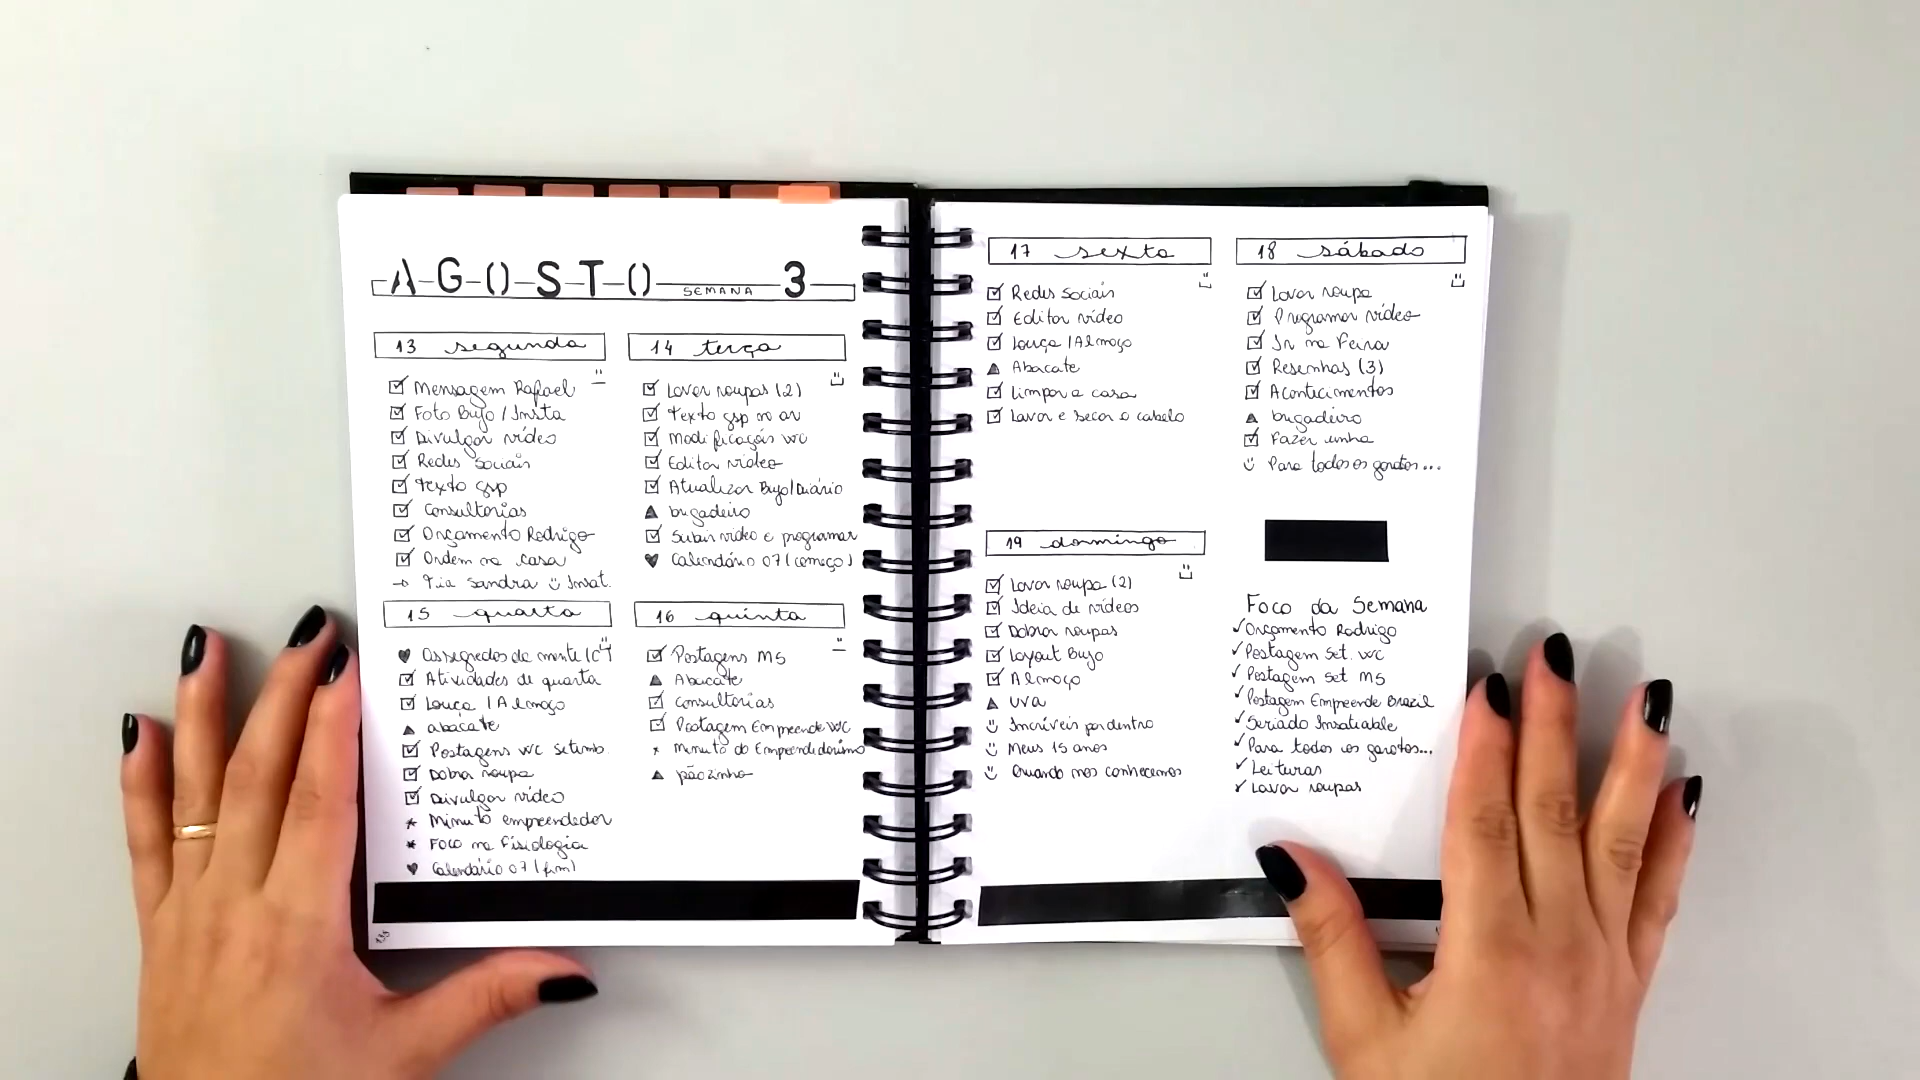 AGOSTO SEMANA 3
13 segunda
Mensagem Rafael
Foto Bujo / Insta
Divulgar vídeo
Redes Sociais
Texto gsp
Consultorias
Orçamento Rodrigo
Ordem na casa
Tia Sandra Insat.
14 terça
Lavar roupas (2)
Texto gsp no ar
Modificações WC
Editar vídeo
Atualizar Bujo/Diário
brigadeiro
Subir vídeo e programar
Calendário 07 (começo)
15 quarta
Os segredos da mente
Atividades de quarta
Louça / Almoço
abacate
Postagens WC setemb.
Dobrar roupa
Divulgar vídeo
Minuto empreendedor
Foco na Fisiologia
Calendário 07 (fim)
16 quinta
Postagens MS
Abacate
Consultorias
Postagem Empreende WC
Minuto do Empreendedorismo
pãozinho
135
17 sexta
Redes Sociais
Editar vídeo
Louça / Almoço
Abacate
Limpar a casa
Lavar e secar o cabelo
18 sábado
Lavar roupa
Programar vídeo
Ir na Feira
Resenhas (3)
Acontecimentos
brigadeiro
Fazer unha
Para todos os garotos...
19 domingo
Lavar roupa (2)
Ideia de vídeos
Dobrar roupas
Layout Bujo
Almoço
uva
Incríveis por dentro
Meus 15 anos
Quando nos conhecemos
Foco da Semana
Orçamento Rodrigo
Postagem Set. WC
Postagem Set MS
Postagem Empreende Brazil
Seriado Insatiable
Para todos os garotos...
Leituras
Lavar roupas